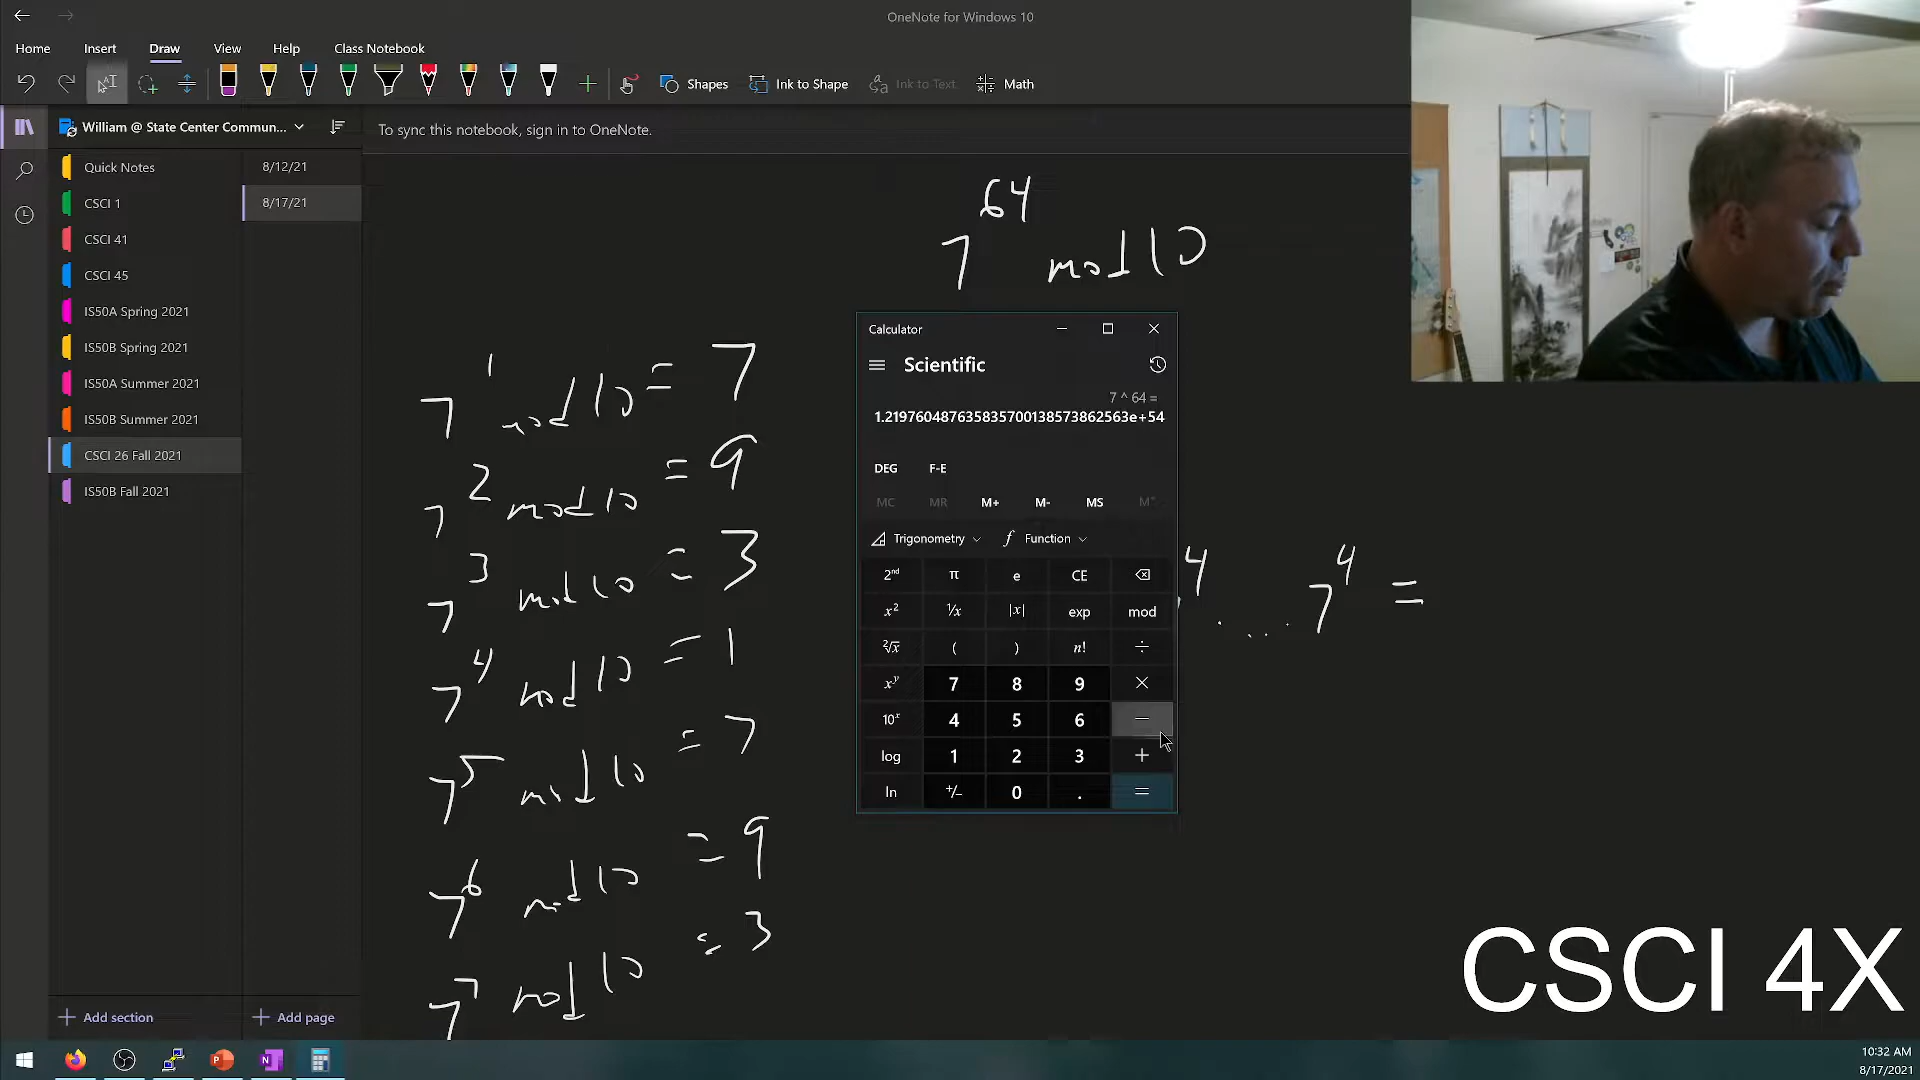 OneNote for Windows 10
Home Insert Draw View Help Class Notebook
Shapes Ink to Shape Ink to Text Math
William @ State Center Commun...
To sync this notebook, sign in to OneNote.
Quick Notes
CSCI 1
CSCI 41
CSCI 45
IS50A Spring 2021
IS50B Spring 2021
IS50A Summer 2021
IS50B Summer 2021
CSCI 26 Fall 2021
IS50B Fall 2021
8/12/21
8/17/21
7^64 mod 10
7^1 mod 10 = 7
7^2 mod 10 = 9
7^3 mod 10 = 3
7^4 mod 10 = 1
7^5 mod 10 = 7
7^6 mod 10 = 9
7^7 mod 10 = 3
Calculator
Scientific
7 ^ 64 =
1.2197604876358357001385738625​63e+54
DEG F-E
MC MR M+ M- MS M˅
Trigonometry f Function
2nd π e CE
x² ¹/x |x| exp mod
²√x ( ) n! ÷
xʸ 7 8 9 ×
10ˣ 4 5 6 −
log 1 2 3 +
ln +/− 0 . =
4 .... 7^4 =
CSCI 4X
+ Add section
+ Add page
10:32 AM
8/17/2021